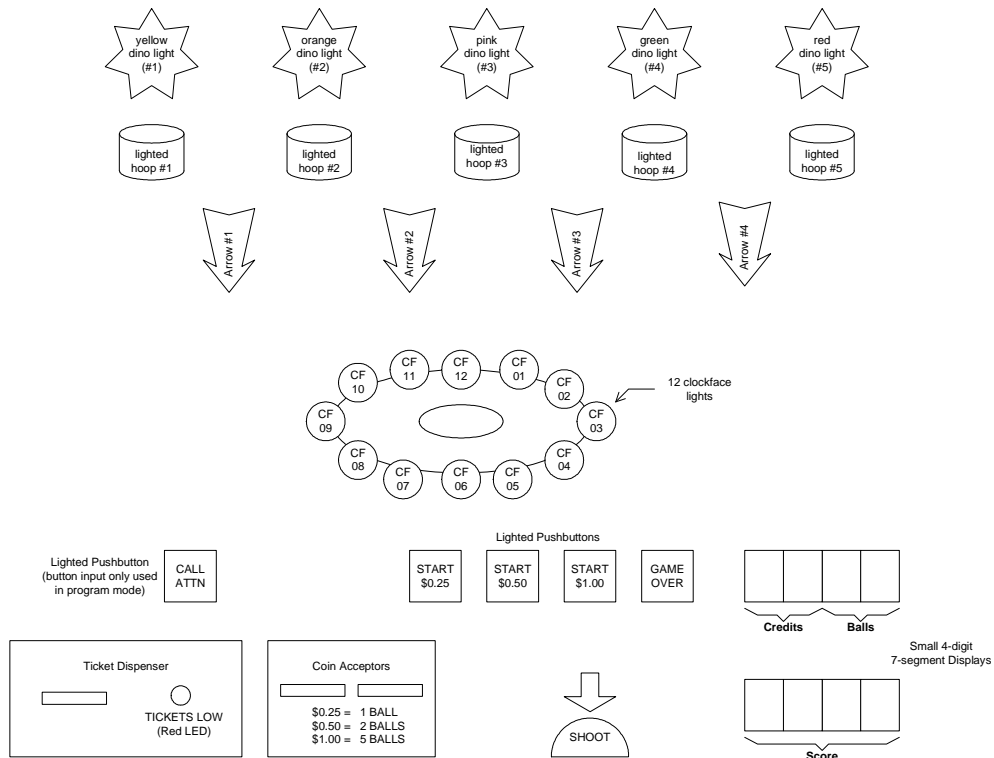 yellow
dino light
(#1)
orange
dino light
(#2)
pink
dino light
(#3)
green
dino light
(#4)
red
dino light
(#5)
lighted
hoop #1
lighted
hoop #2
lighted
hoop #3
lighted
hoop #4
lighted
hoop #5
Arrow #1
Arrow #2
Arrow #3
Arrow #4
CF
10
CF
11
CF
12
CF
01
CF
02
CF
09
CF
03
CF
08
CF
07
CF
06
CF
05
CF
04
12 clockface
lights
Lighted Pushbutton
(button input only used
in program mode)
CALL
ATTN
Lighted Pushbuttons
START
$0.25
START
$0.50
START
$1.00
GAME
OVER
Credits
Balls
Small 4-digit
7-segment Displays
Ticket Dispenser
TICKETS LOW
(Red LED)
Coin Acceptors
$0.25 = 1 BALL
$0.50 = 2 BALLS
$1.00 = 5 BALLS
SHOOT
Score